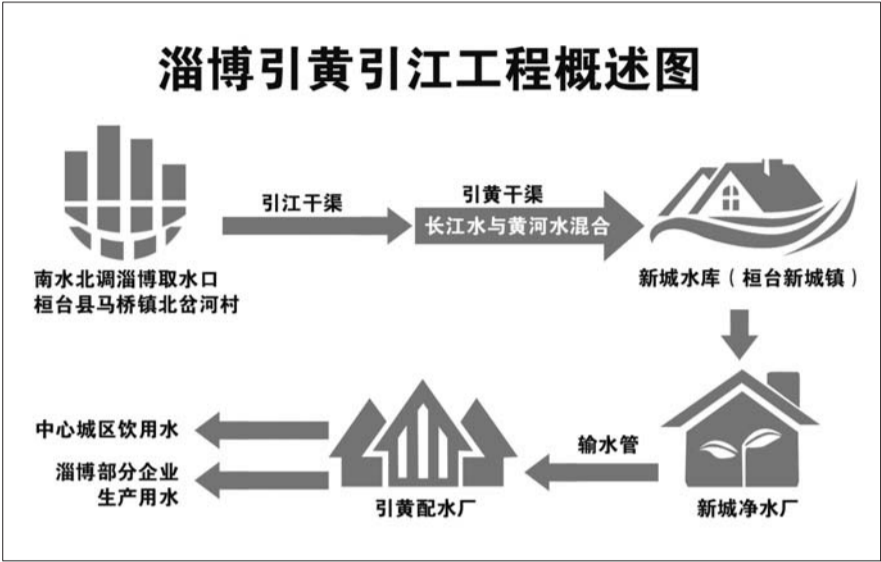 淄博引黄引江工程概述图
引江干渠
引黄干渠
长江水与黄河水混合
南水北调淄博取水口
桓台县马桥镇北岔河村
新城水库（桓台新城镇）
中心城区饮用水
淄博部分企业
生产用水
引黄配水厂
输水管
新城净水厂